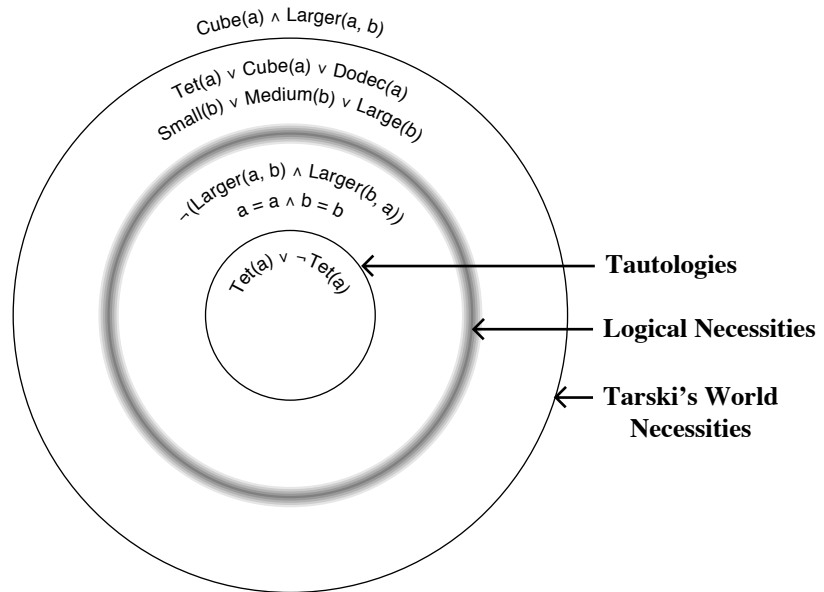 Cube(a) ∧ Larger(a, b)
Tet(a) ∨ Cube(a) ∨ Dodec(a)
Small(b) ∨ Medium(b) ∨ Large(b)
¬(Larger(a, b) ∧ Larger(b, a))
a = a ∧ b = b
Tet(a) ∨ ¬Tet(a)
Tautologies
Logical Necessities
Tarski’s World
Necessities